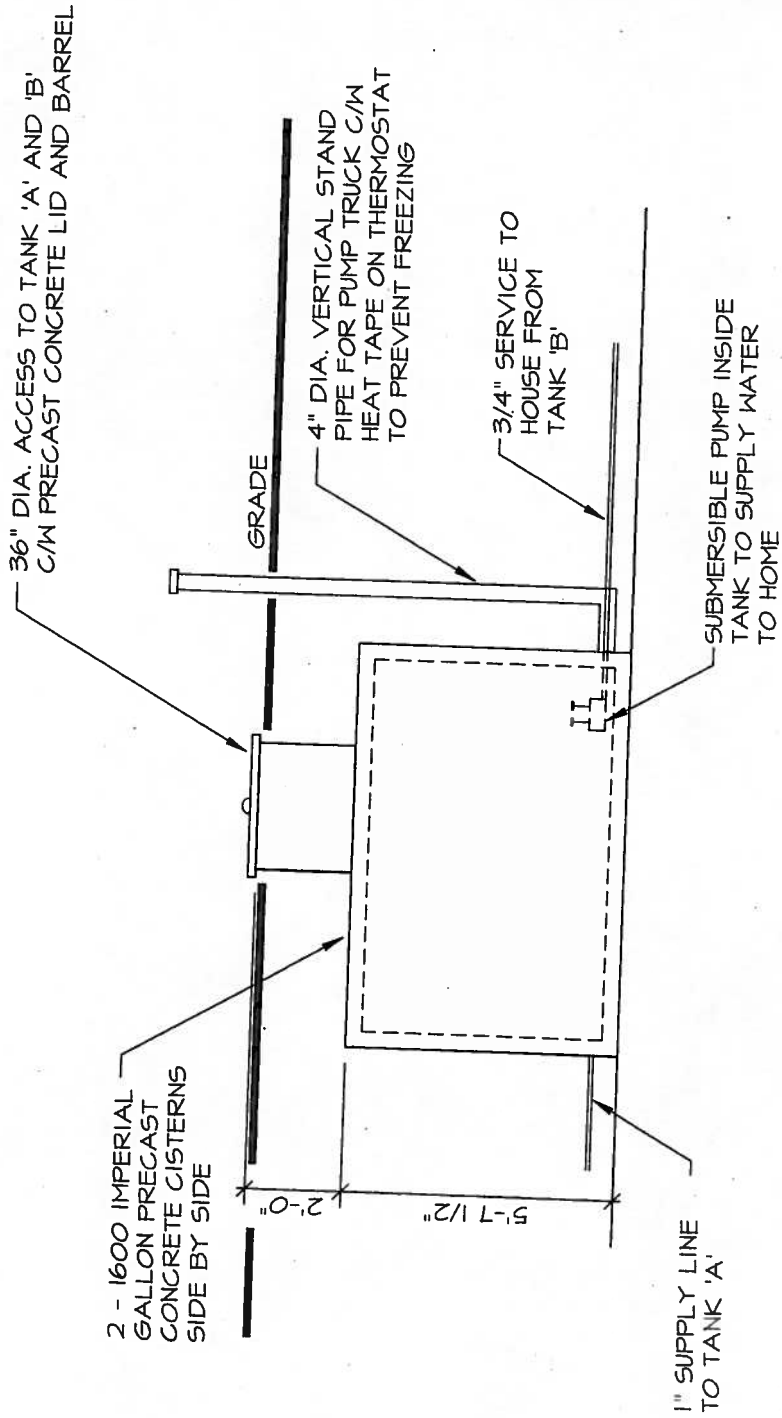 36" DIA. ACCESS TO TANK 'A' AND 'B'
C/W PRECAST CONCRETE LID AND BARREL
2 - 1600 IMPERIAL
GALLON PRECAST
CONCRETE CISTERNS
SIDE BY SIDE
GRADE
4" DIA. VERTICAL STAND
PIPE FOR PUMP TRUCK C/W
HEAT TAPE ON THERMOSTAT
TO PREVENT FREEZING
2'-0"
5'-7 1/2"
3/4" SERVICE TO
HOUSE FROM
TANK 'B'
1" SUPPLY LINE
TO TANK 'A'
SUBMERSIBLE PUMP INSIDE
TANK TO SUPPLY WATER
TO HOME